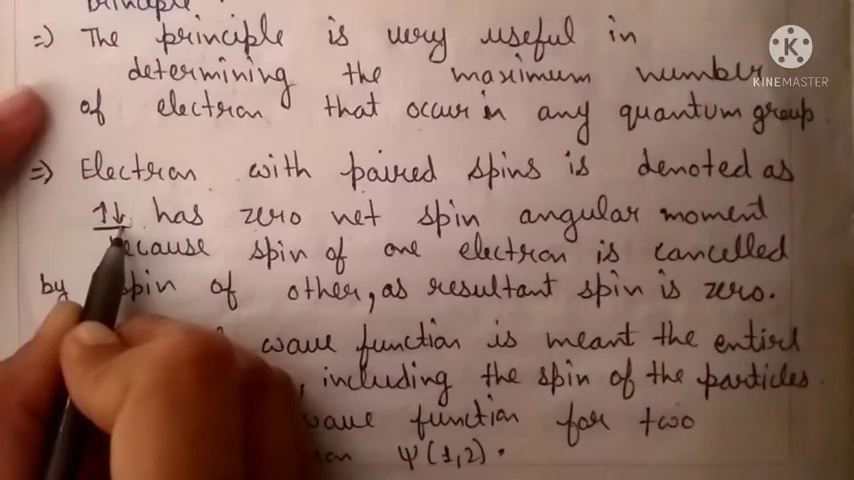 principle.
⇒ The principle is very useful in
determining the maximum number
of electron that occur in any quantum group
⇒ Electron with paired spins is denoted as
↑↓ has zero net spin angular moment
because spin of one electron is cancelled
by spin of other, as resultant spin is zero.
wave function is meant the entire
, including the spin of the particles.
wave function for two
ψ(1,2).
K
KINEMASTER